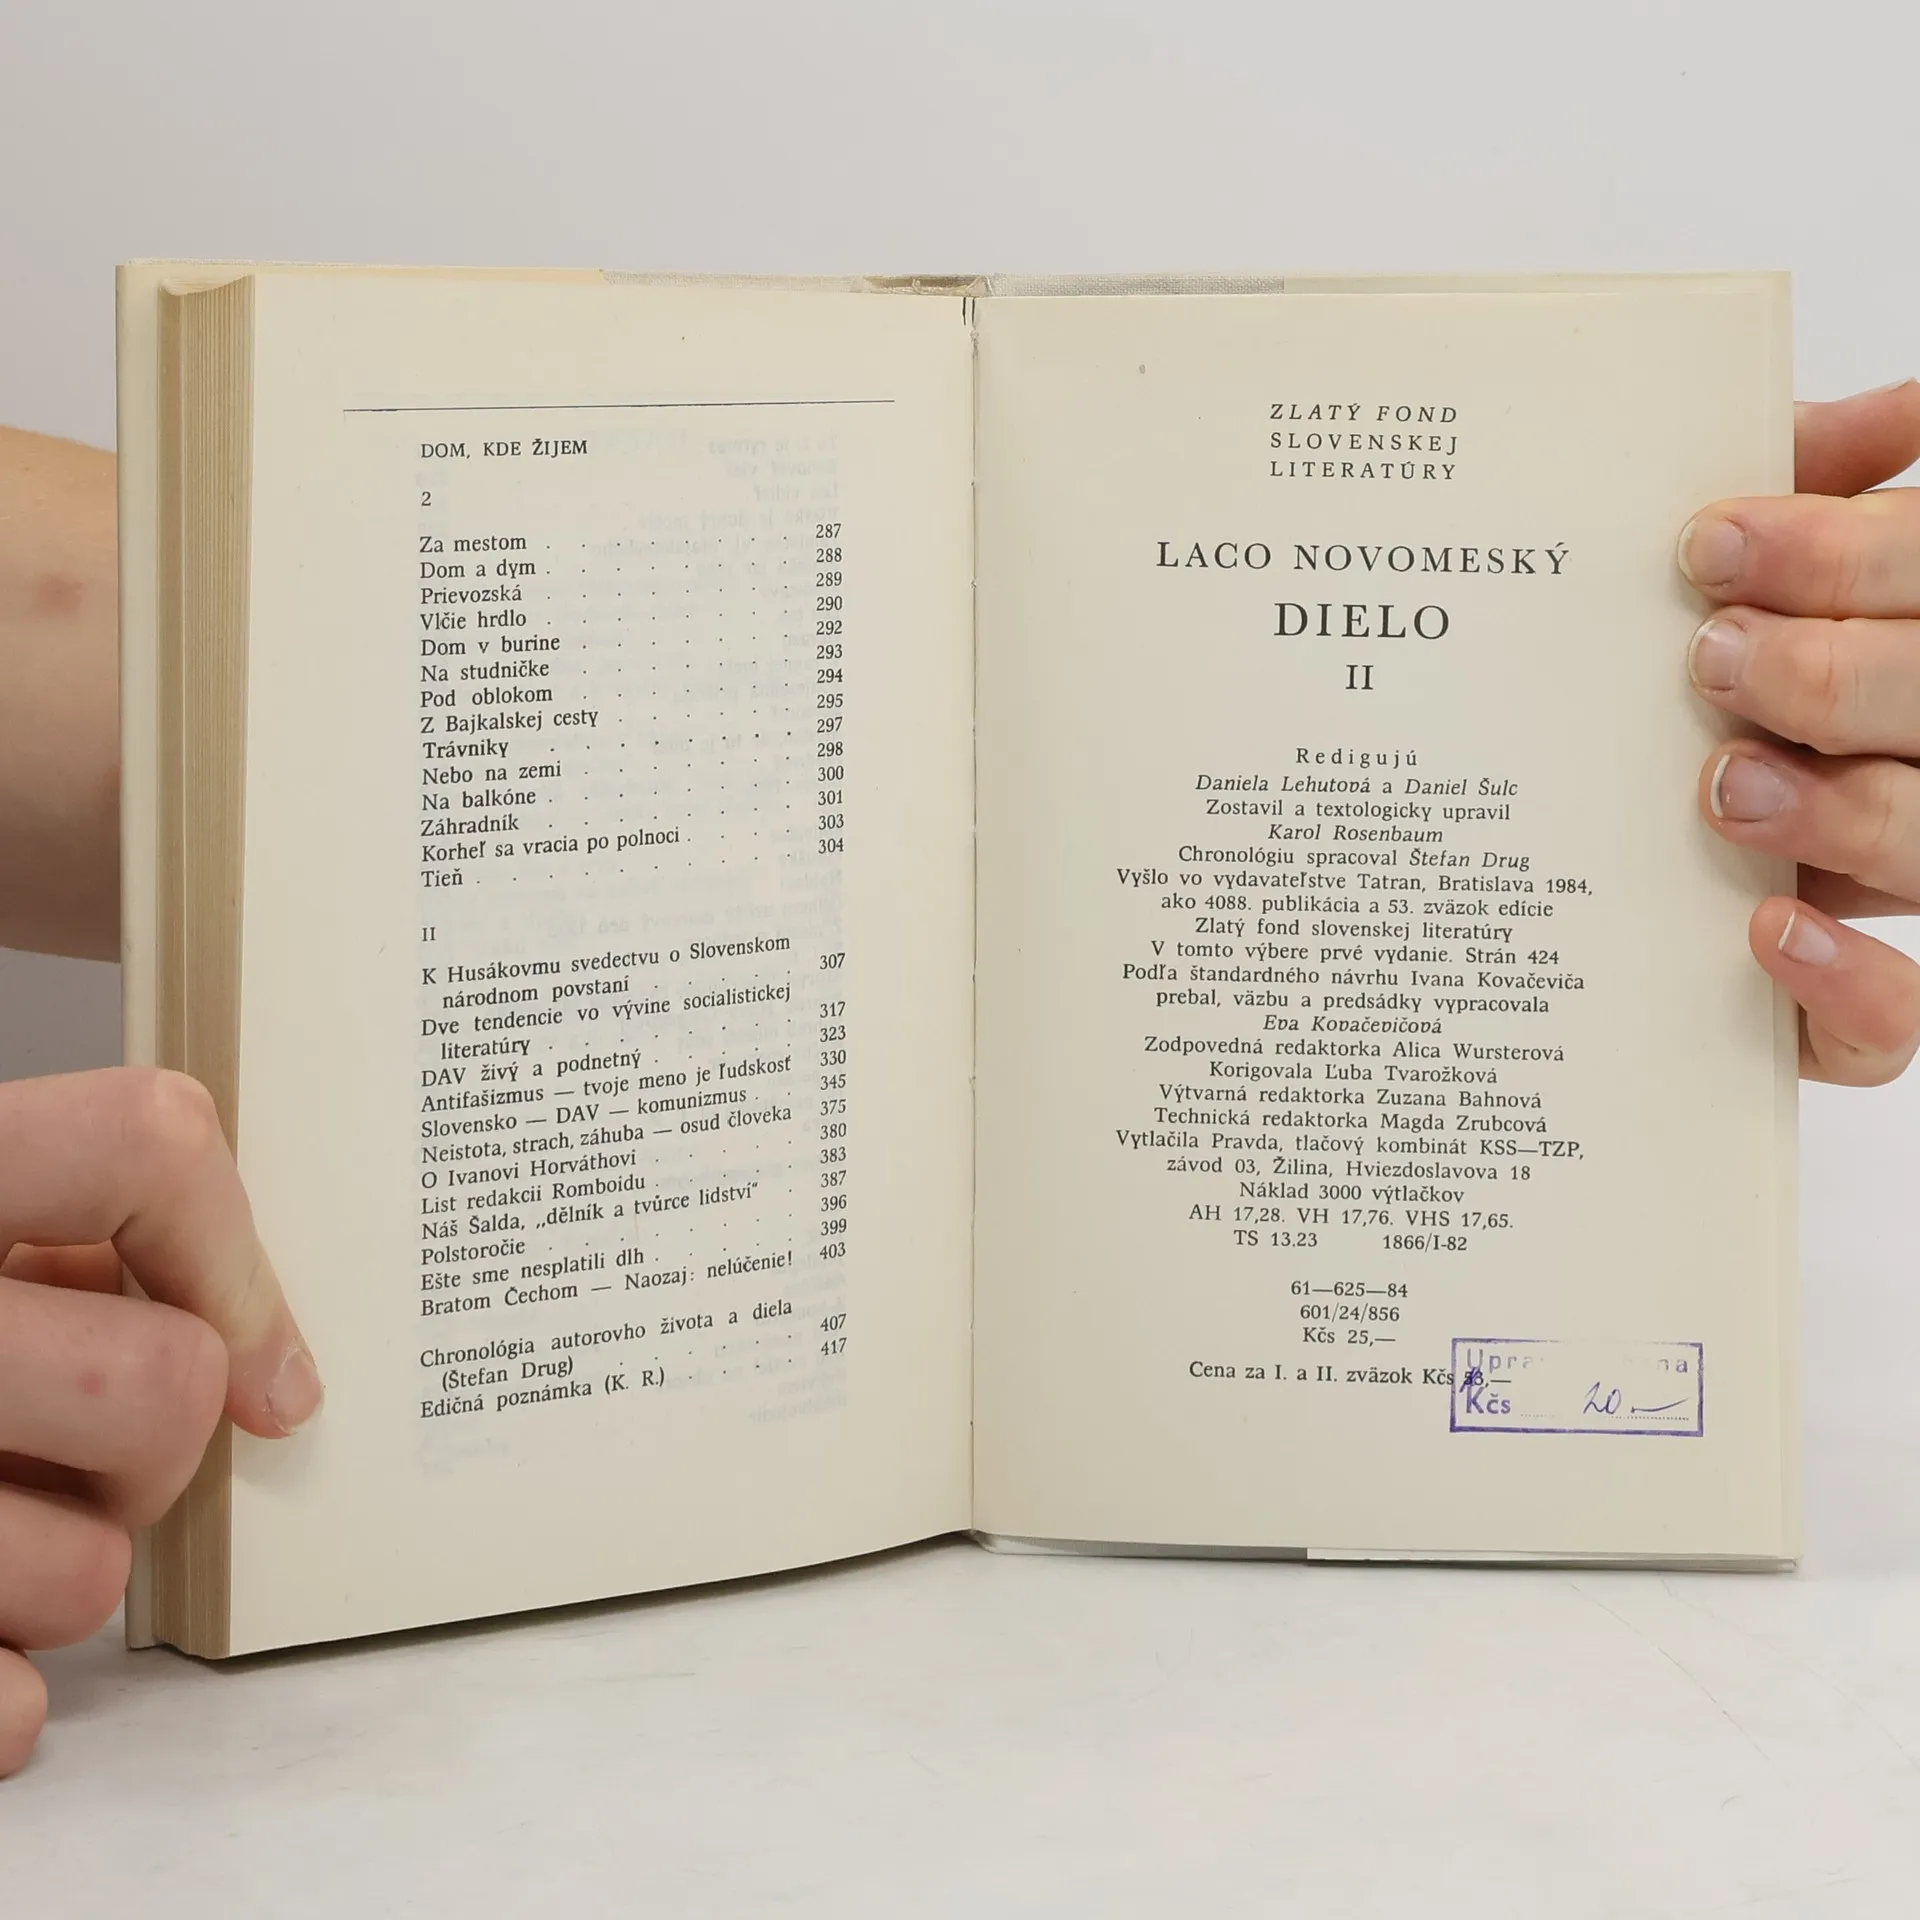 DOM, KDE ŽIJEM
2
Za mestom . . . . . . . . 287
Dom a dym . . . . . . . . 288
Prievozská . . . . . . . . 289
Vlčie hrdlo . . . . . . . . 290
Dom v burine . . . . . . . 292
Na studničke . . . . . . . 293
Pod oblokom . . . . . . . 294
Z Bajkalskej cesty . . . . . . 295
Trávniky . . . . . . . . 297
Nebo na zemi . . . . . . . 298
Na balkóne . . . . . . . . 300
Záhradník . . . . . . . . 301
Korheľ sa vracia po polnoci . . . . 303
Tieň . . . . . . . . . 304
II
K Husákovmu svedectvu o Slovenskom
národnom povstaní . . . . . 307
Dve tendencie vo vývine socialistickej
literatúry . . . . . . . . 317
DAV živý a podnetný . . . . . 323
Antifašizmus — tvoje meno je ľudskosť 330
Slovensko — DAV — komunizmus . . 345
Neistota, strach, záhuba — osud človeka 375
O Ivanovi Horváthovi . . . . . 380
List redakcii Romboidu . . . . . 383
Náš Šalda, „dělník a tvůrce lidství“ . 387
Polstoročie . . . . . . . . 396
Ešte sme nesplatili dlh . . . . . 399
Bratom Čechom — Naozaj: nelúčenie! 403
Chronológia autorovho života a diela
(Štefan Drug) . . . . . . 407
Edičná poznámka (K. R.) . . . . 417
ZLATÝ FOND
SLOVENSKEJ
LITERATÚRY
LACO NOVOMESKÝ
DIELO
II
Redigujú
Daniela Lehutová a Daniel Šulc
Zostavil a textologicky upravil
Karol Rosenbaum
Chronológiu spracoval Štefan Drug
Vyšlo vo vydavateľstve Tatran, Bratislava 1984,
ako 4088. publikácia a 53. zväzok edície
Zlatý fond slovenskej literatúry
V tomto výbere prvé vydanie. Strán 424
Podľa štandardného návrhu Ivana Kovačeviča
prebal, väzbu a predsádky vypracovala
Eva Kovačevičová
Zodpovedná redaktorka Alica Wursterová
Korigovala Ľuba Tvarožková
Výtvarná redaktorka Zuzana Bahnová
Technická redaktorka Magda Zrubcová
Vytlačila Pravda, tlačový kombinát KSS—TZP,
závod 03, Žilina, Hviezdoslavova 18
Náklad 3000 výtlačkov
AH 17,28. VH 17,76. VHS 17,65.
TS 13.23 1866/I-82
61—625—84
601/24/856
Kčs 25,—
Cena za I. a II. zväzok Kčs
Kčs 20.—